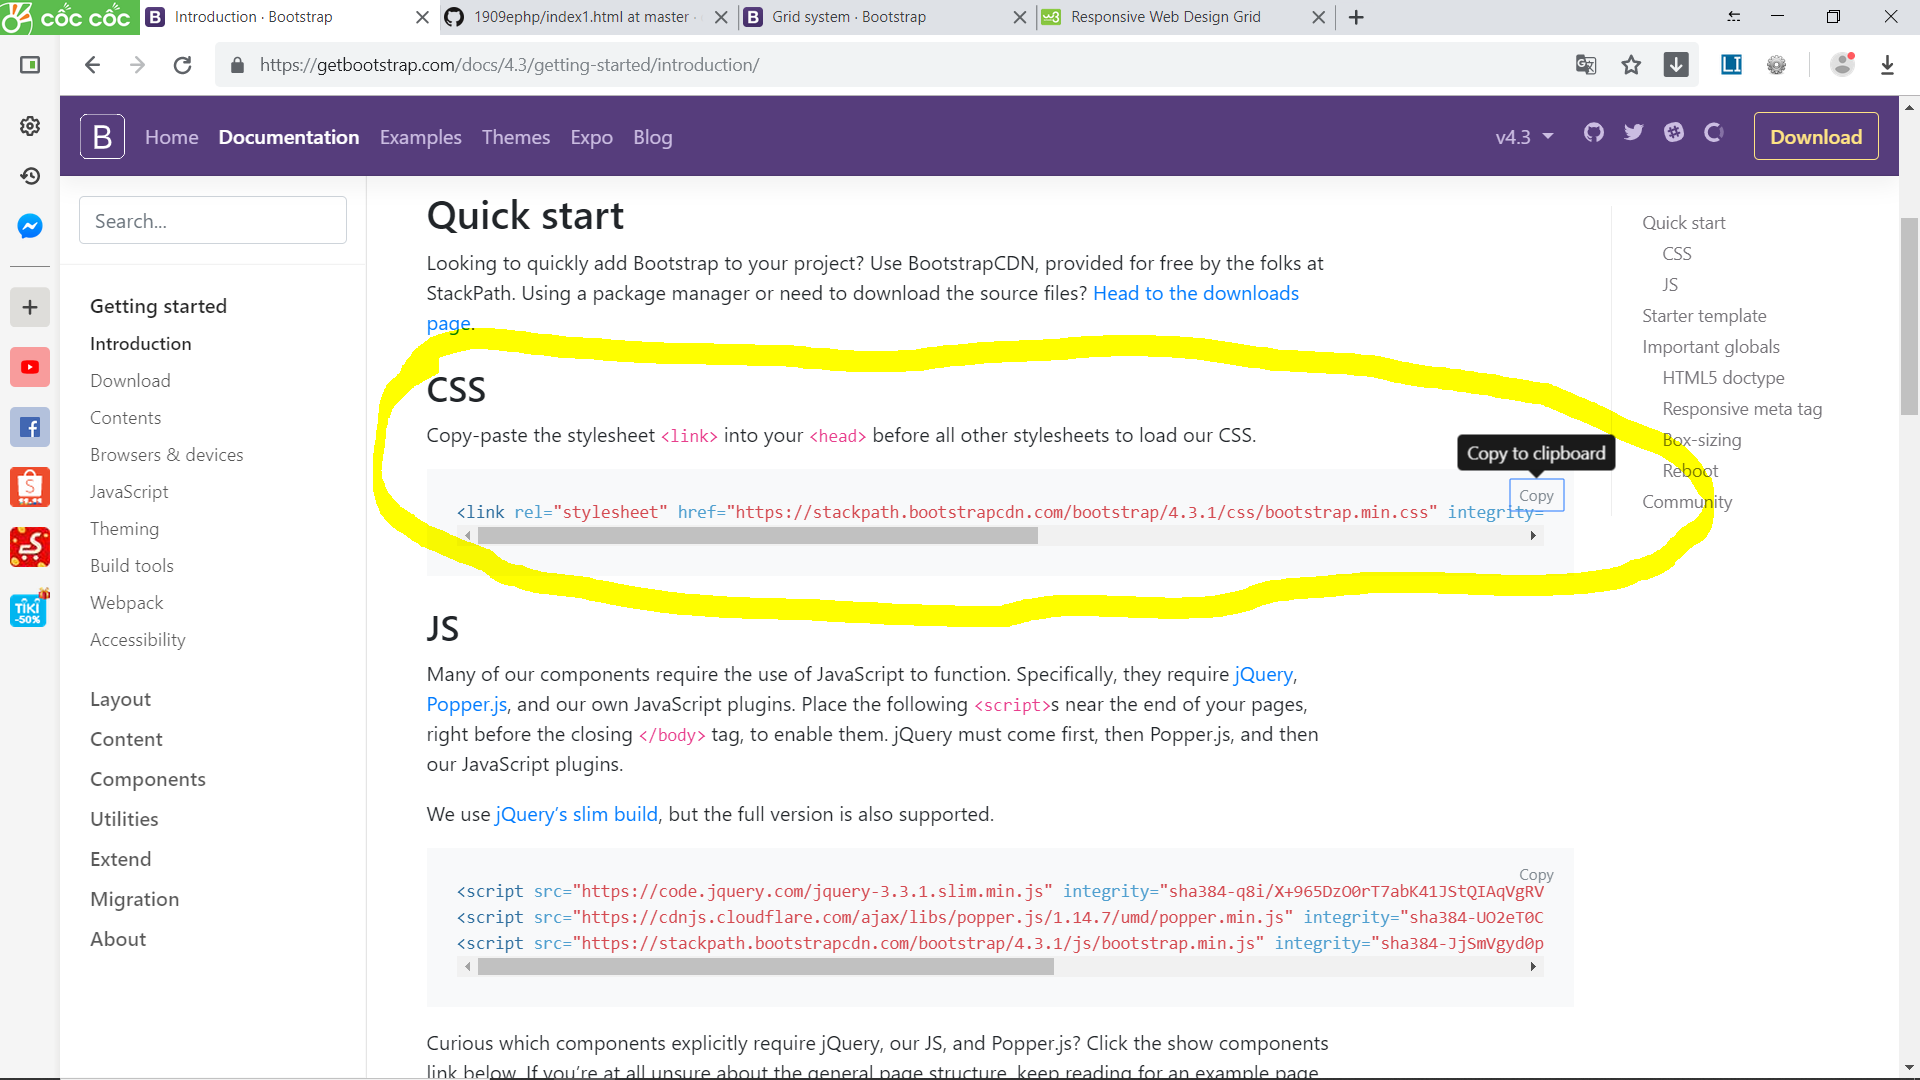 cốc cốc
Introduction · Bootstrap
1909ephp/index1.html at master ·
Grid system · Bootstrap
Responsive Web Design Grid
https://getbootstrap.com/docs/4.3/getting-started/introduction/
B
Home
Documentation
Examples
Themes
Expo
Blog
v4.3
Download
Search...
Getting started
Introduction
Download
Contents
Browsers & devices
JavaScript
Theming
Build tools
Webpack
Accessibility
Layout
Content
Components
Utilities
Extend
Migration
About
TIKI
-50%
Quick start
Looking to quickly add Bootstrap to your project? Use BootstrapCDN, provided for free by the folks at
StackPath. Using a package manager or need to download the source files? Head to the downloads
page.
CSS
Copy-paste the stylesheet <link> into your <head> before all other stylesheets to load our CSS.
Copy to clipboard
Copy
<link rel="stylesheet" href="https://stackpath.bootstrapcdn.com/bootstrap/4.3.1/css/bootstrap.min.css" integrity=
JS
Many of our components require the use of JavaScript to function. Specifically, they require jQuery,
Popper.js, and our own JavaScript plugins. Place the following <script>s near the end of your pages,
right before the closing </body> tag, to enable them. jQuery must come first, then Popper.js, and then
our JavaScript plugins.
We use jQuery’s slim build, but the full version is also supported.
Copy
<script src="https://code.jquery.com/jquery-3.3.1.slim.min.js" integrity="sha384-q8i/X+965DzO0rT7abK41JStQIAqVgRV
<script src="https://cdnjs.cloudflare.com/ajax/libs/popper.js/1.14.7/umd/popper.min.js" integrity="sha384-UO2eT0C
<script src="https://stackpath.bootstrapcdn.com/bootstrap/4.3.1/js/bootstrap.min.js" integrity="sha384-JjSmVgyd0p
Curious which components explicitly require jQuery, our JS, and Popper.js? Click the show components
link below. If you’re at all unsure about the general page structure, keep reading for an example page
Quick start
CSS
JS
Starter template
Important globals
HTML5 doctype
Responsive meta tag
Box-sizing
Reboot
Community